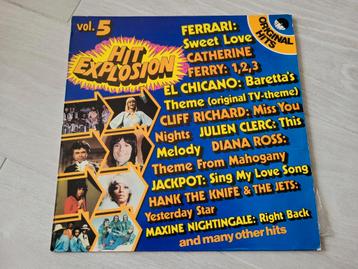 vol. 5
HIT
EXPLOSION
ORIGINAL
HITS
FERRARI:
Sweet Love
CATHERINE
FERRY: 1,2,3
EL CHICANO: Baretta's
Theme (original TV-theme)
CLIFF RICHARD: Miss You
Nights JULIEN CLERC: This
Melody DIANA ROSS:
Theme From Mahogany
JACKPOT: Sing My Love Song
HANK THE KNIFE & THE JETS:
Yesterday Star
MAXINE NIGHTINGALE: Right Back
and many other hits